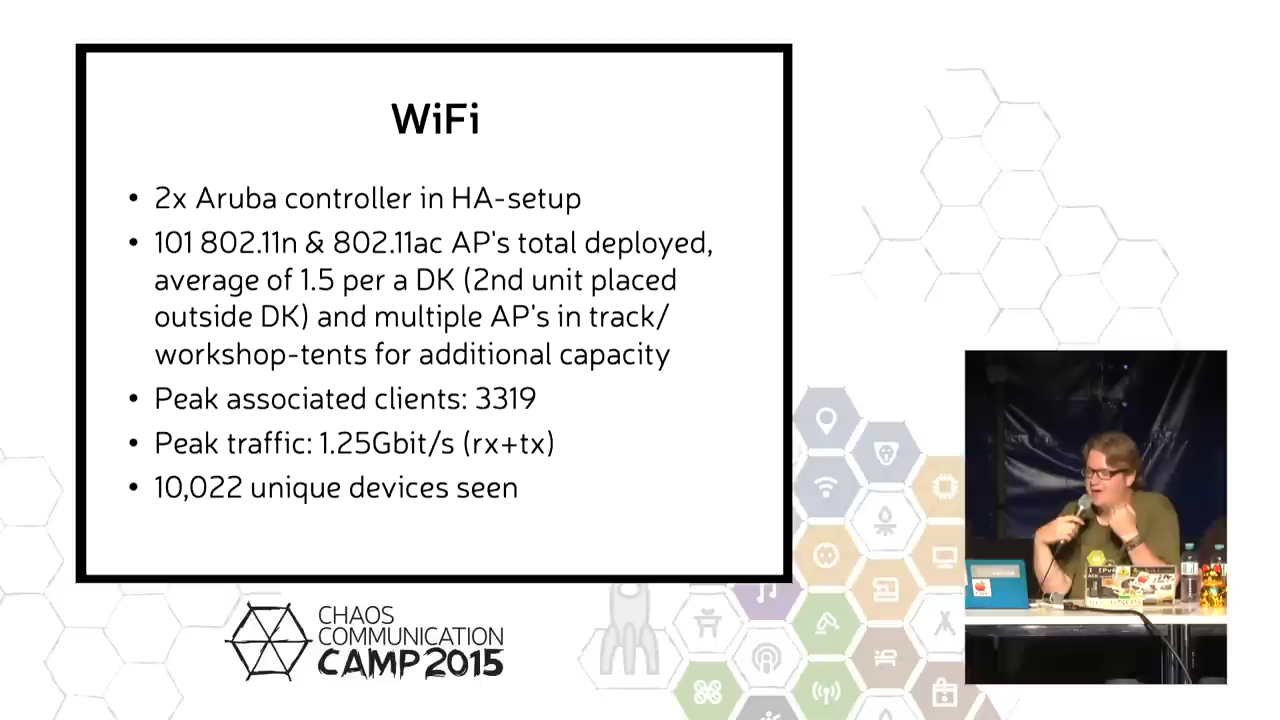 WiFi
• 2x Aruba controller in HA-setup
• 101 802.11n & 802.11ac AP's total deployed,
average of 1.5 per a DK (2nd unit placed
outside DK) and multiple AP's in track/
workshop-tents for additional capacity
• Peak associated clients: 3319
• Peak traffic: 1.25Gbit/s (rx+tx)
• 10,022 unique devices seen
CHAOS
COMMUNICATION
CAMP 2015